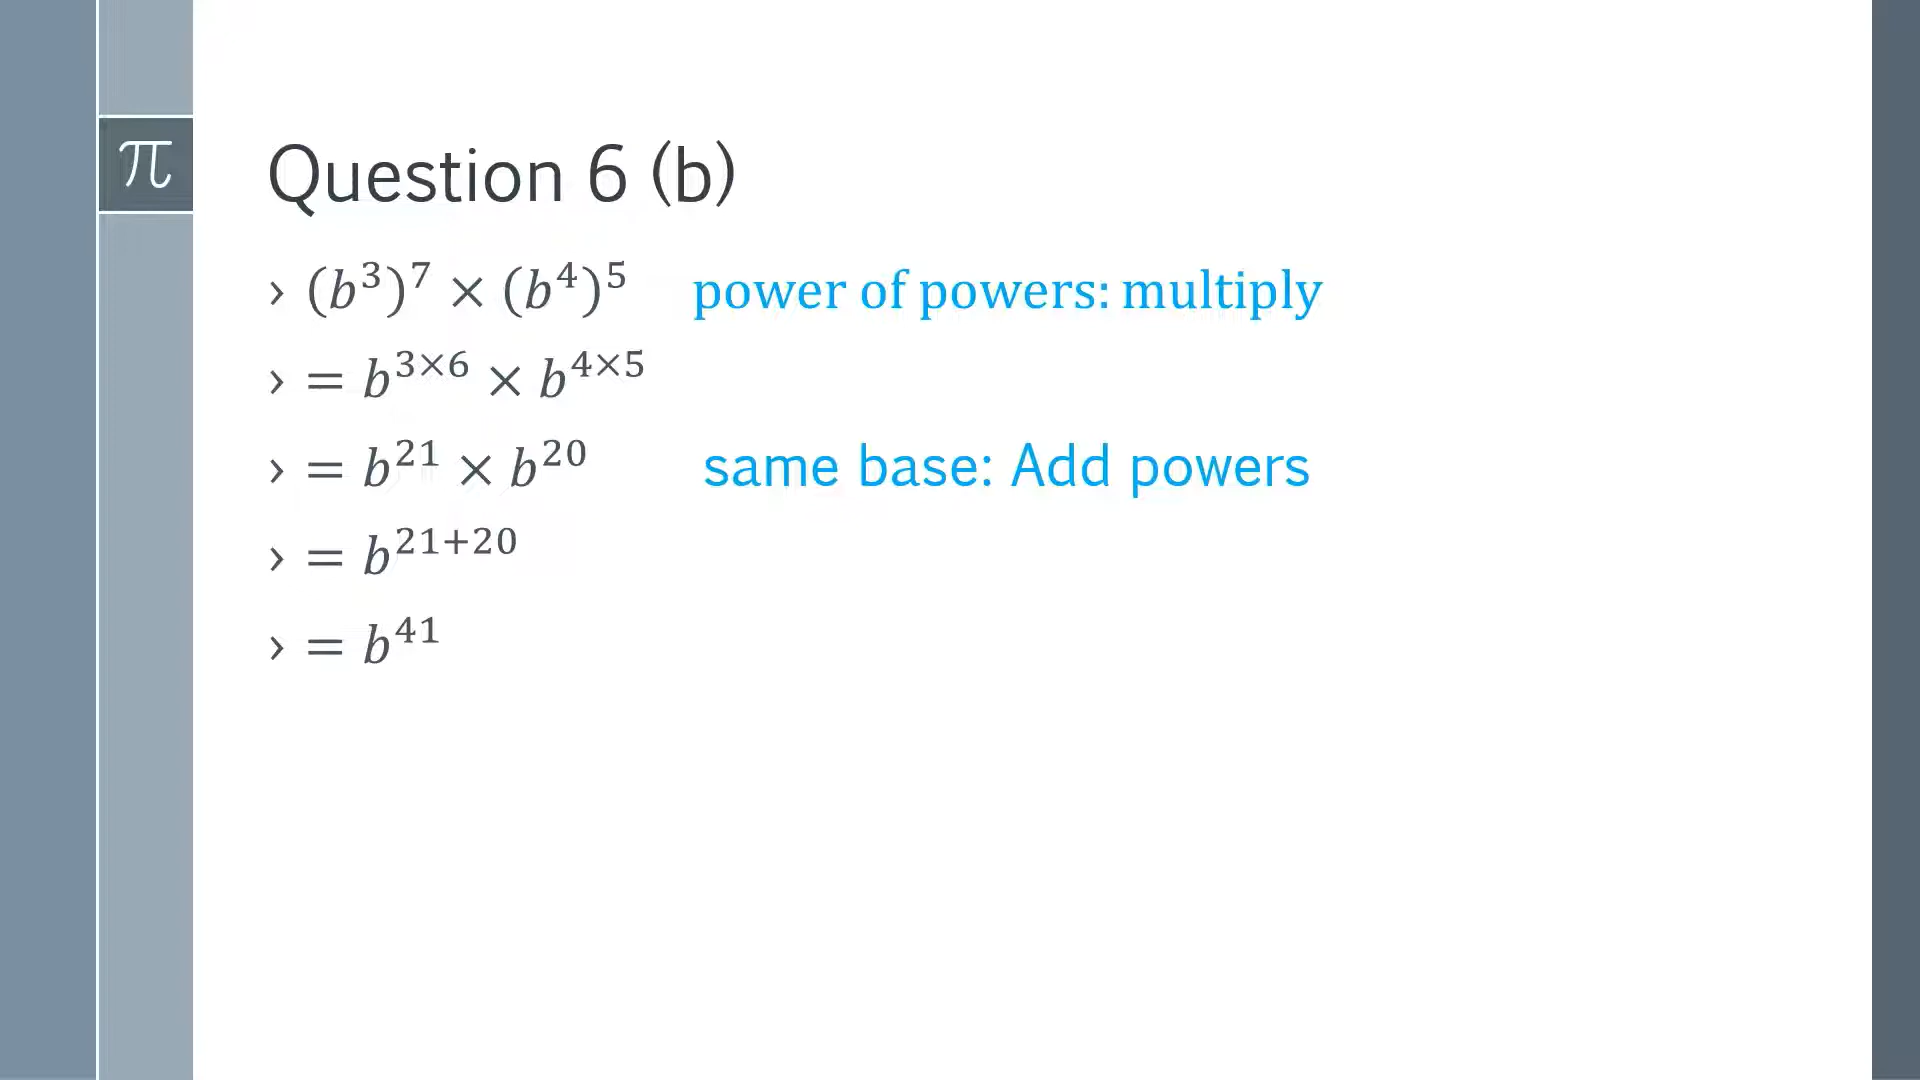 π
Question 6 (b)
› (b³)⁷ × (b⁴)⁵ power of powers: multiply
› = b³ˣ⁶ × b⁴ˣ⁵
› = b²¹ × b²⁰ same base: Add powers
› = b²¹⁺²⁰
› = b⁴¹